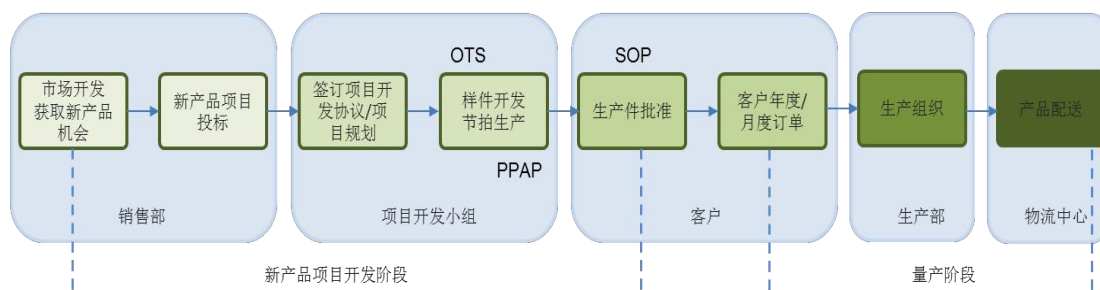 OTS
SOP
市场开发
获取新产品
机会
新产品项目
投标
签订项目开
发协议/项
目规划
样件开发
节拍生产
生产件批准
客户年度/
月度订单
生产组织
产品配送
PPAP
销售部
项目开发小组
客户
生产部
物流中心
新产品项目开发阶段
量产阶段